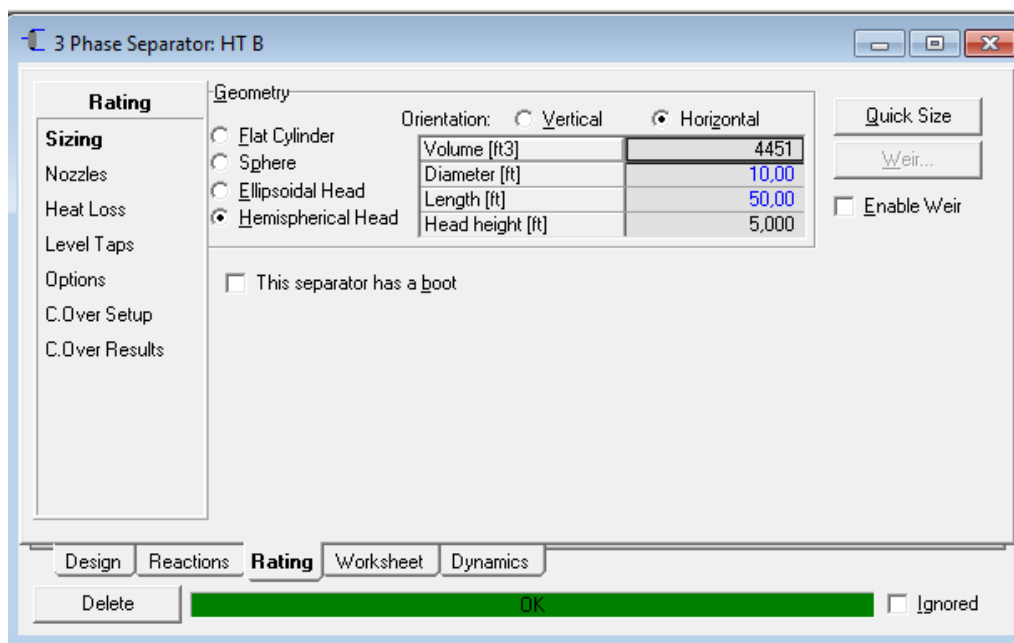 3 Phase Separator: HT B
Rating
Sizing
Nozzles
Heat Loss
Level Taps
Options
C.Over Setup
C.Over Results
Geometry
Flat Cylinder
Sphere
Ellipsoidal Head
Hemispherical Head
Orientation: Vertical Horizontal
Volume [ft3] 4451
Diameter [ft] 10,00
Length [ft] 50,00
Head height [ft] 5,000
Quick Size
Weir...
Enable Weir
This separator has a boot
Design Reactions Rating Worksheet Dynamics
Delete OK Ignored